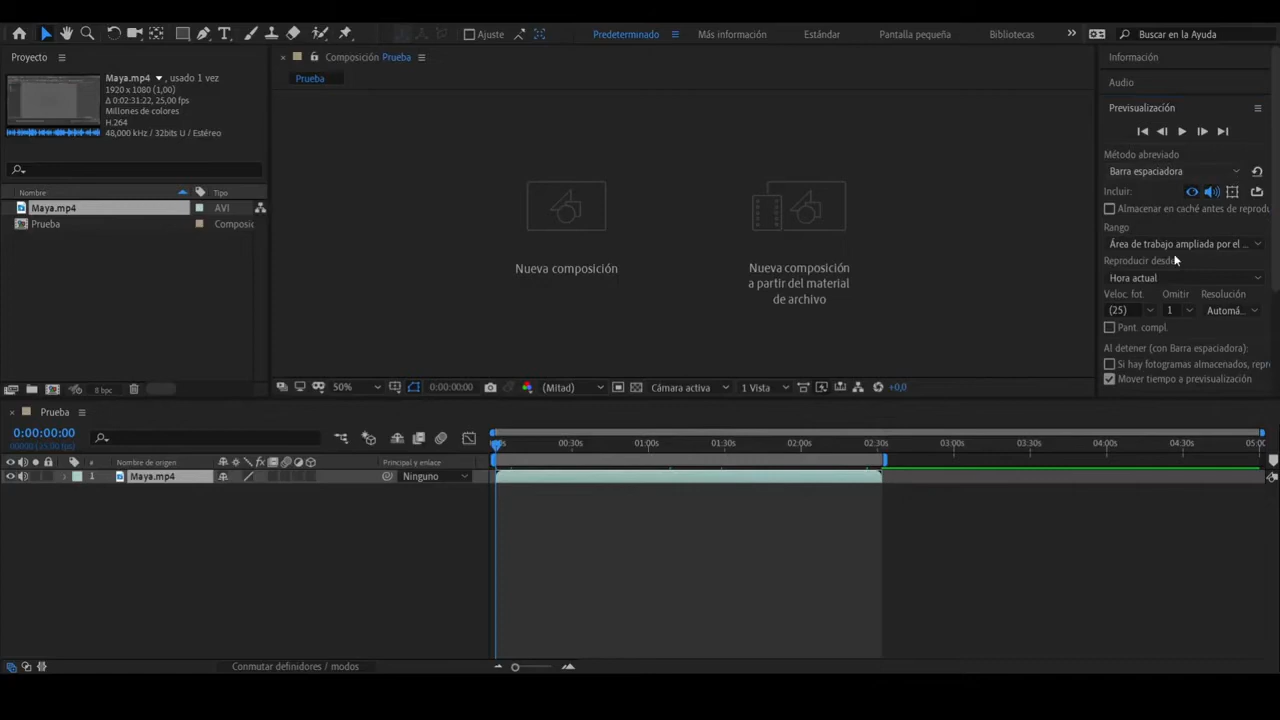 Ajuste
Predeterminado
Más información
Estándar
Pantalla pequeña
Bibliotecas
Buscar en la Ayuda
Proyecto
Composición Prueba
Información
Prueba
Maya.mp4 , usado 1 vez
1920 x 1080 (1,00)
Δ 0:02:31:22, 25,00 fps
Millones de colores
H.264
48,000 kHz / 32bits U / Estéreo
Audio
Previsualización
Método abreviado
Barra espaciadora
Incluir:
Almacenar en caché antes de reprodu
Rango
Área de trabajo ampliada por el ...
Reproducir desde
Hora actual
Veloc. fot.
Omitir
Resolución
(25)
1
Automá...
Pant. compl.
Al detener (con Barra espaciadora):
Si hay fotogramas almacenados, repr
Mover tiempo a previsualización
Nombre
Tipo
Maya.mp4
AVI
Prueba
Composic
Nueva composición
Nueva composición
a partir del material
de archivo
8 bpc
50%
0:00:00:00
(Mitad)
Cámara activa
1 Vista
+0,0
Prueba
0:00:00:00
00000 (25.00 fps)
00:30s
01:00s
01:30s
02:00s
02:30s
03:00s
03:30s
04:00s
04:30s
05:00
#
Nombre de origen
fx
Principal y enlace
1
Maya.mp4
Ninguno
Conmutar definidores / modos